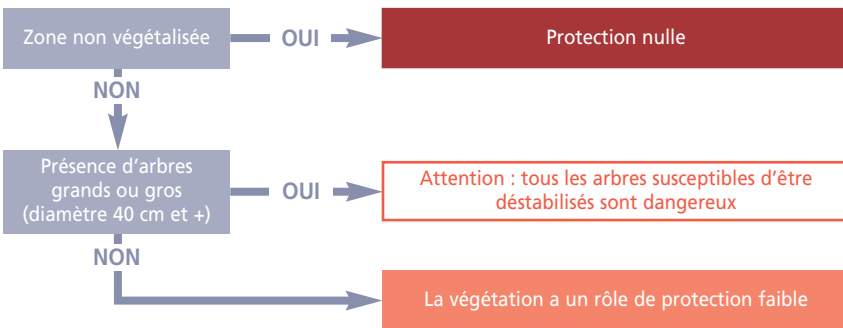 Zone non végétalisée
OUI
Protection nulle
NON
Présence d'arbres
grands ou gros
(diamètre 40 cm et +)
OUI
Attention : tous les arbres susceptibles d'être
déstabilisés sont dangereux
NON
La végétation a un rôle de protection faible